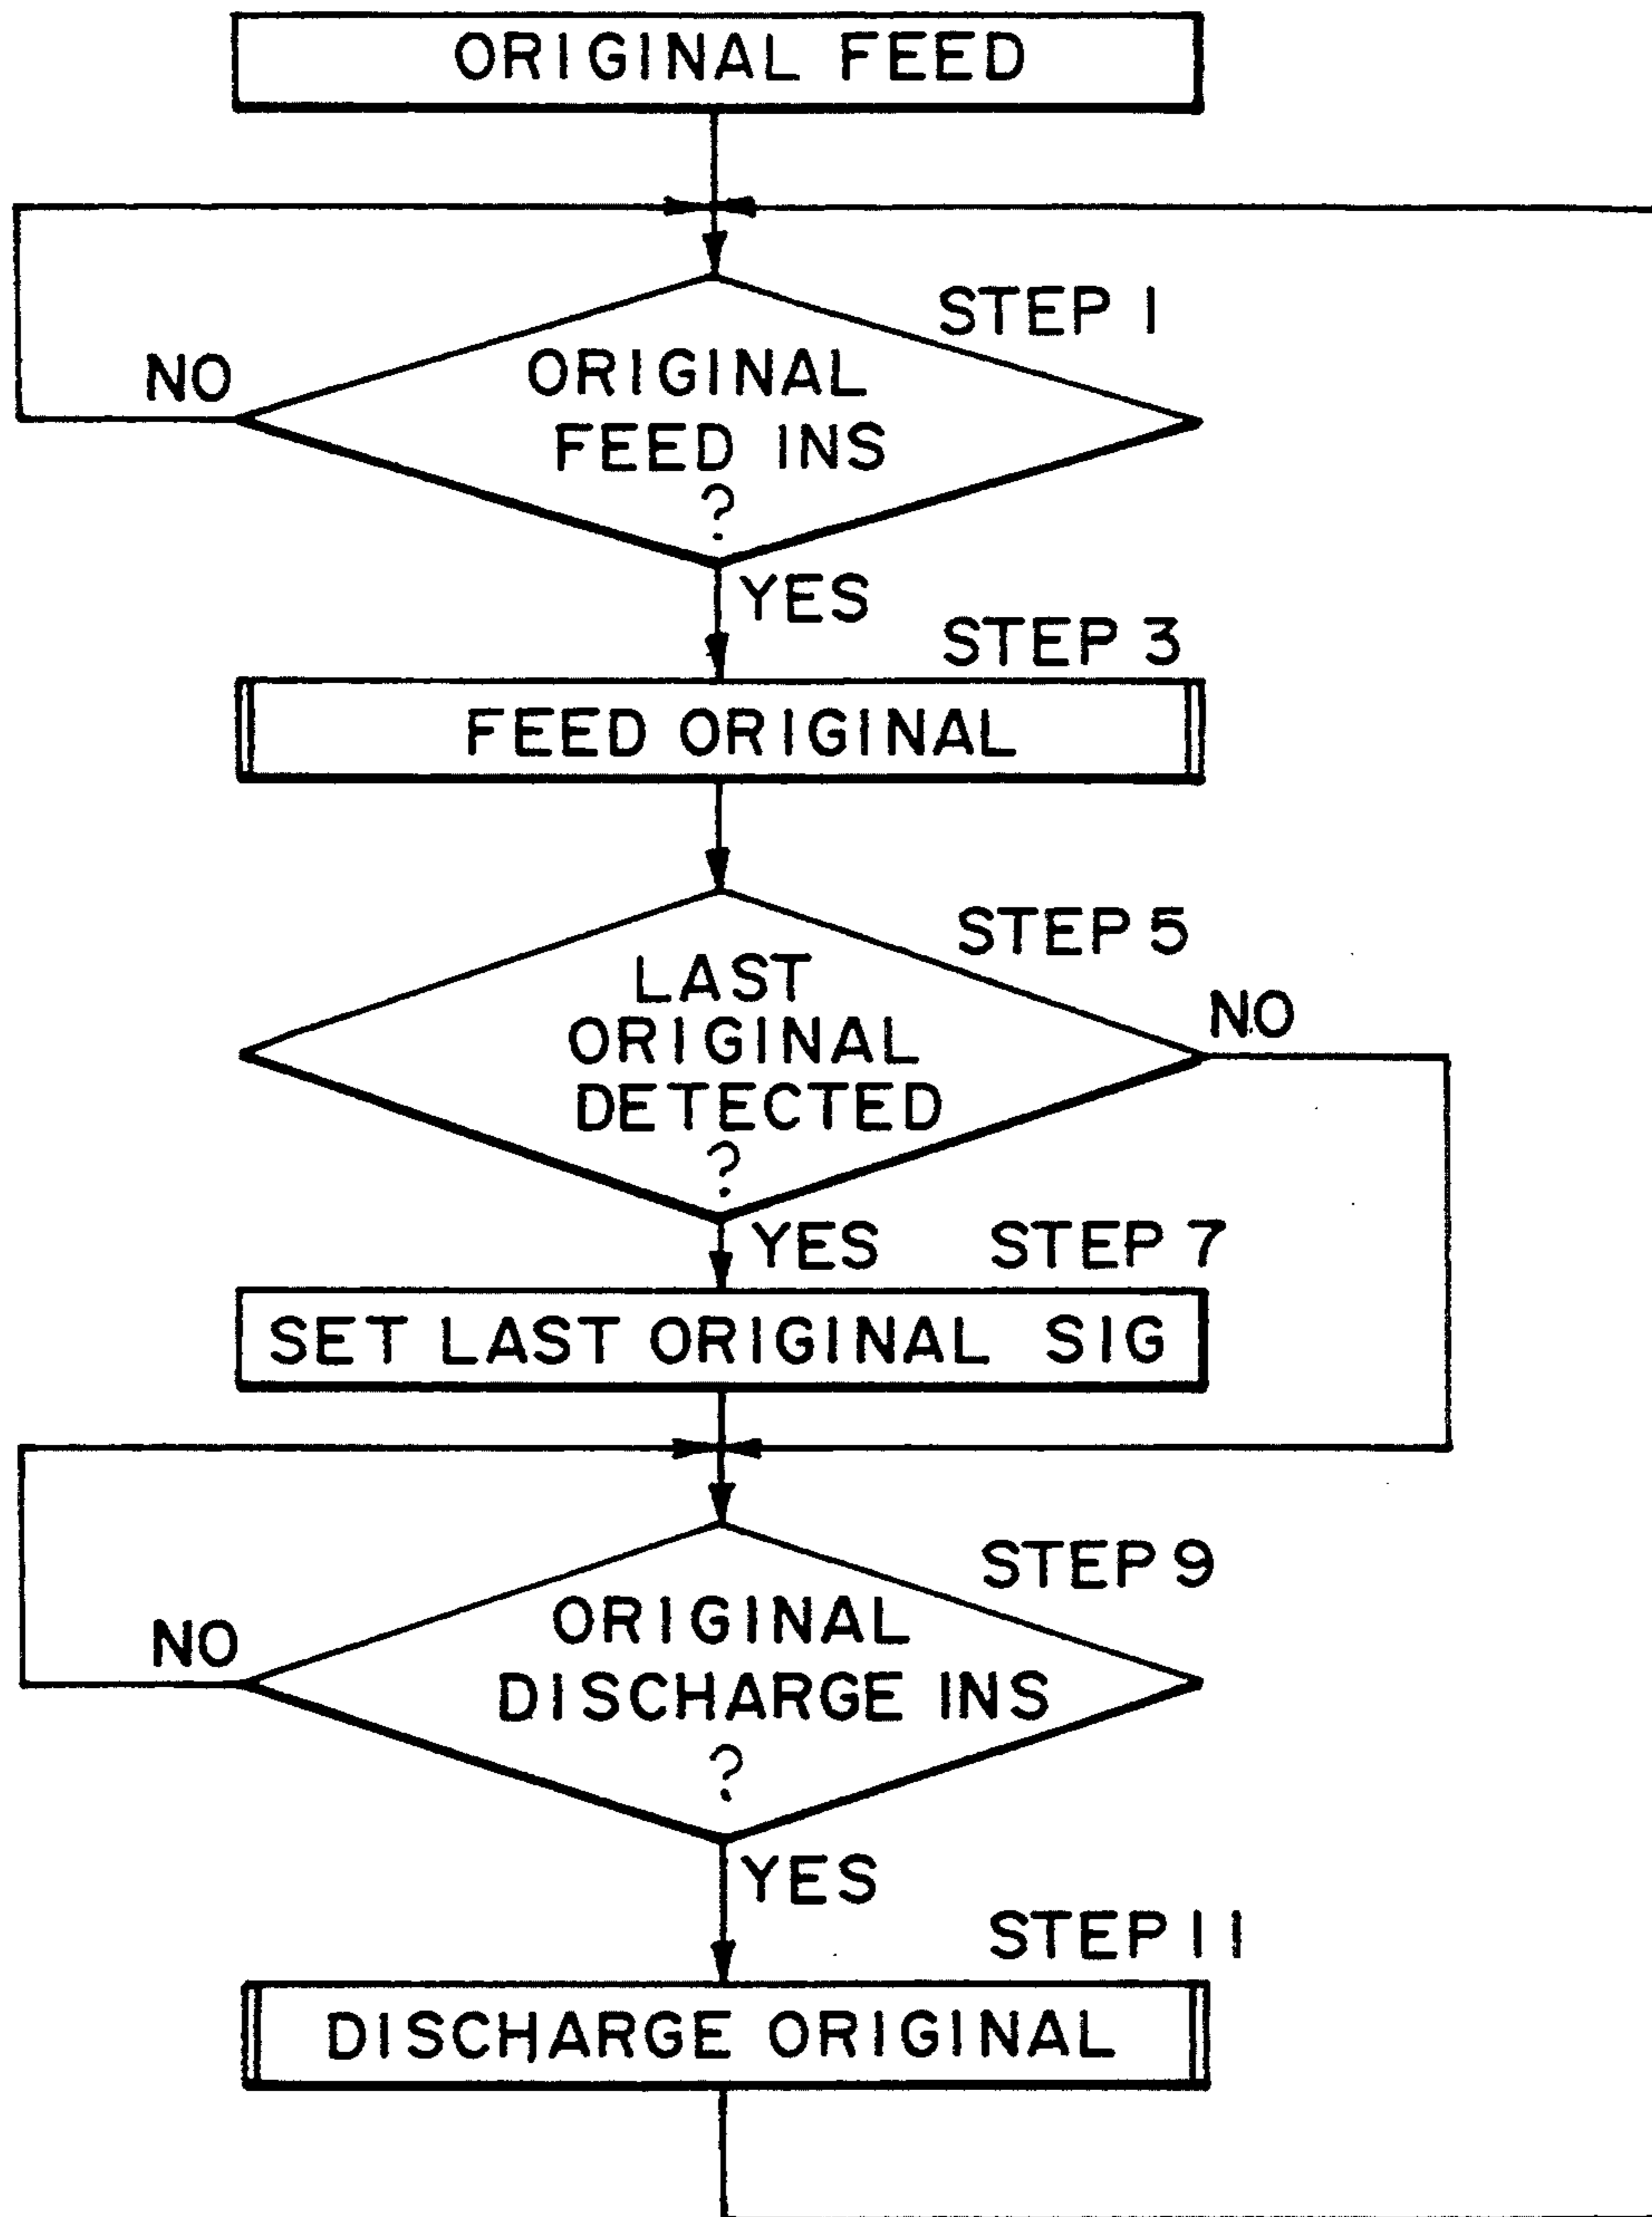 ORIGINAL FEED
STEP 1
NO
ORIGINAL
FEED INS
?
YES
STEP 3
FEED ORIGINAL
STEP 5
LAST
NO
ORIGINAL
DETECTED
?
YES
STEP 7
SET LAST ORIGINAL SIG
STEP 9
ORIGINAL
NO
DISCHARGE INS
?
YES
STEP 11
DISCHARGE ORIGINAL